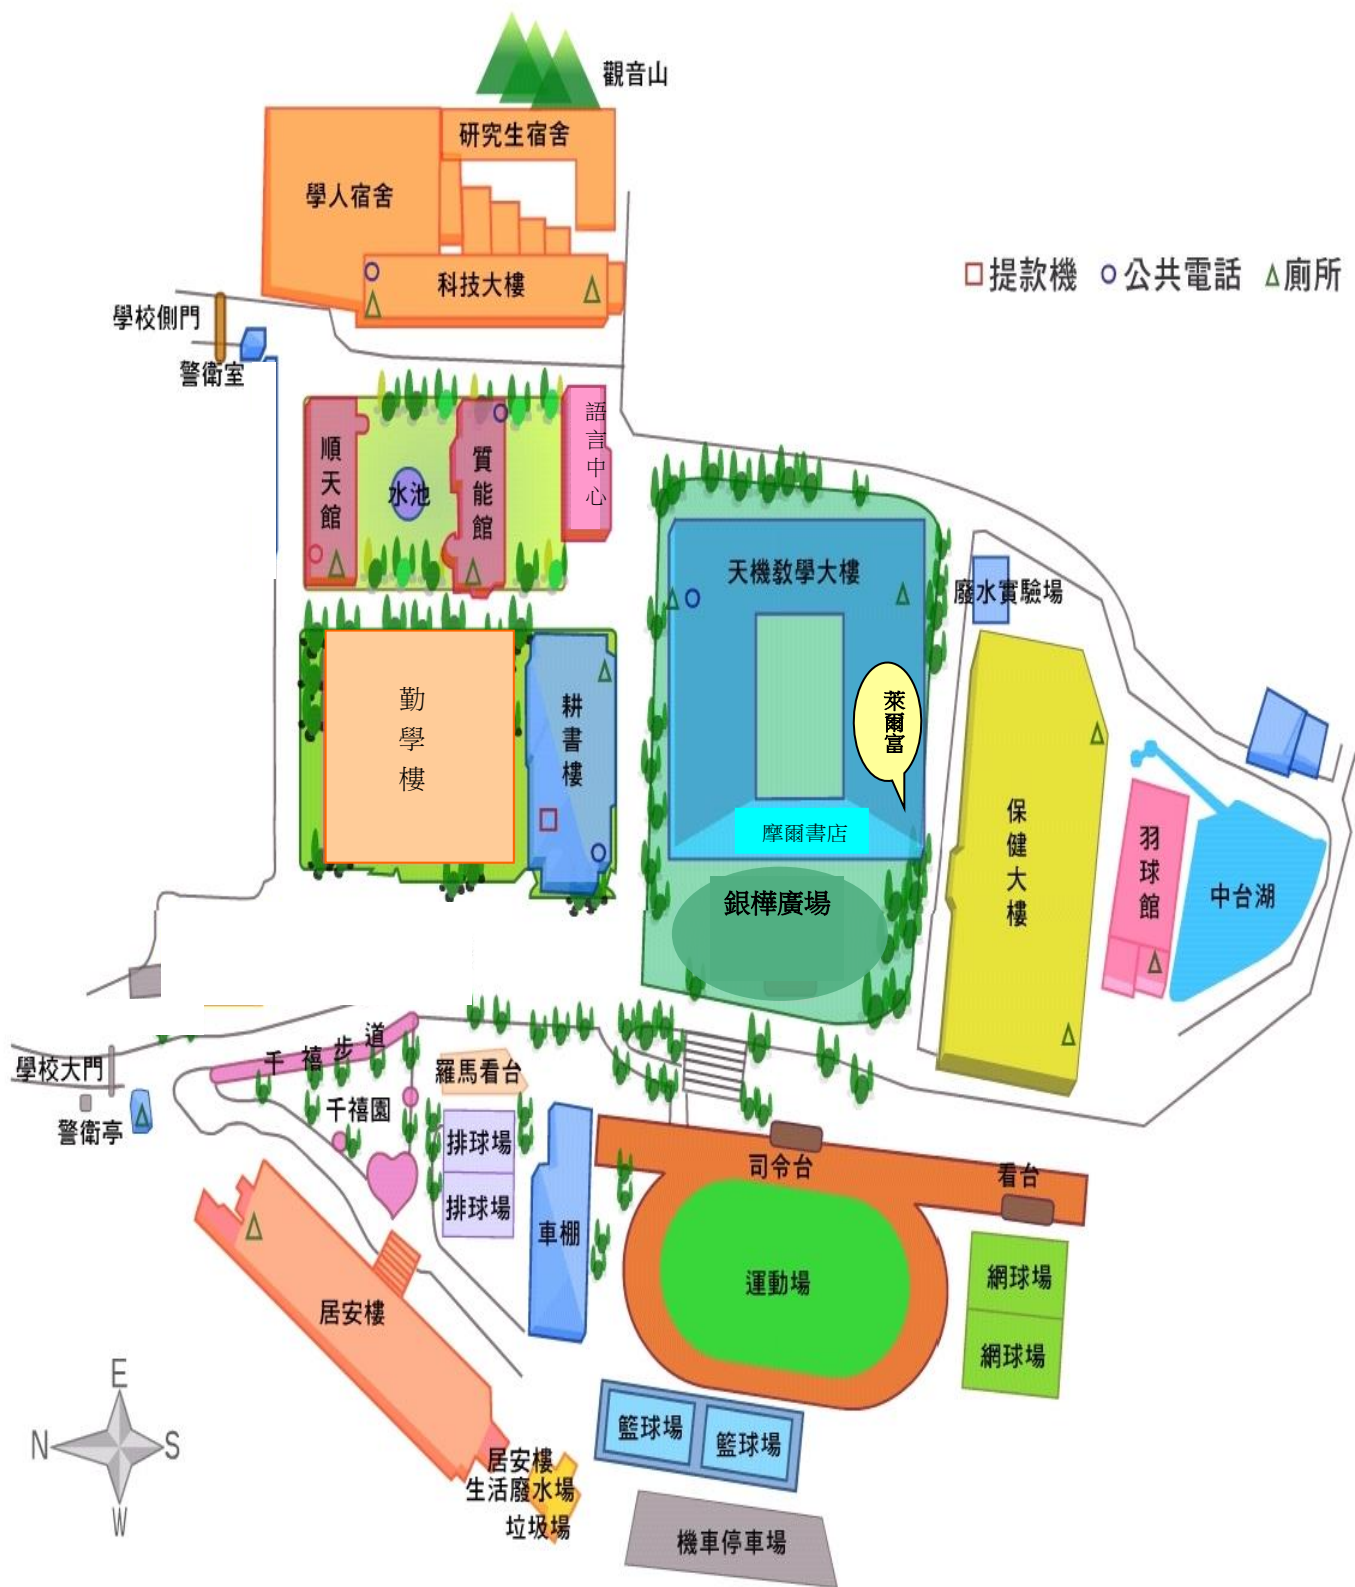 觀音山
研究生宿舍
學人宿舍
科技大樓
提款機 公共電話 廁所
學校側門
警衛室
順天館
水池
質能館
語言中心
天機教學大樓
廢水實驗場
勤學樓
耕書樓
萊爾富
摩爾書店
銀樺廣場
保健大樓
羽球館
中台湖
學校大門
警衛亭
千禧步道
羅馬看台
千禧園
排球場
排球場
車棚
司令台
看台
運動場
網球場
網球場
居安樓
籃球場
籃球場
居安樓
生活廢水場
垃圾場
機車停車場
E
N
S
W